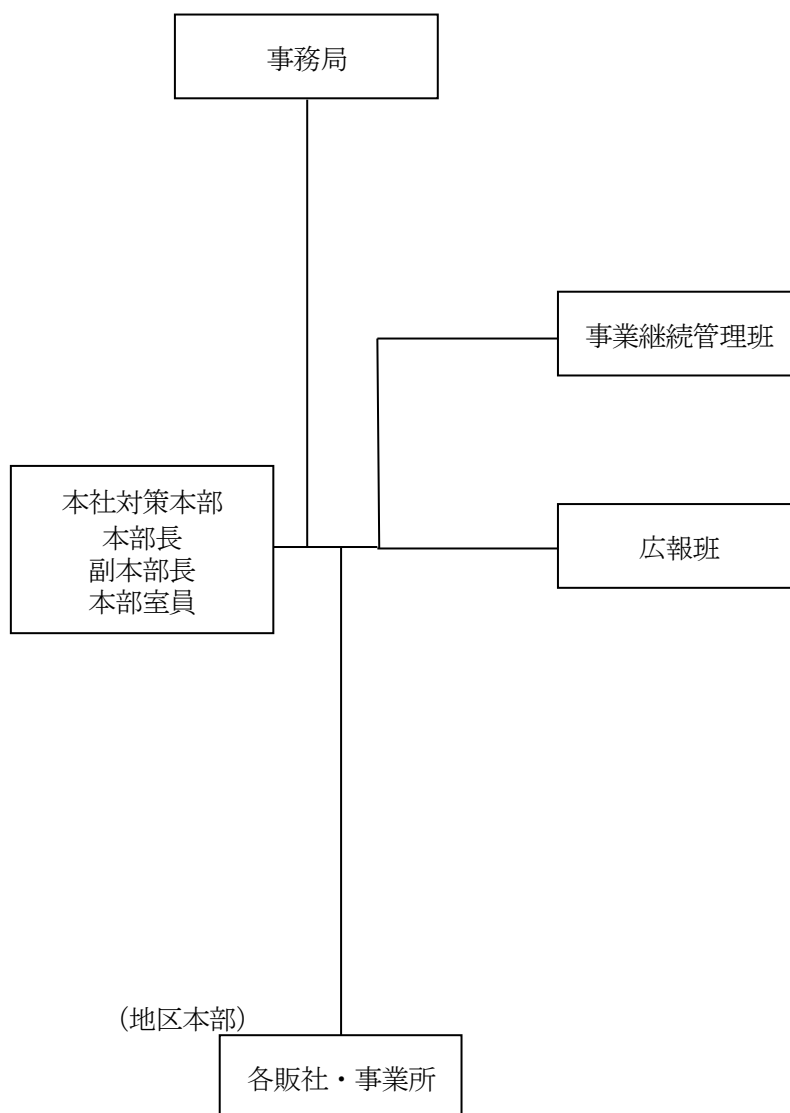 事務局
事業継続管理班
本社対策本部
本部長
副本部長
本部室員
広報班
（地区本部）
各販社・事業所